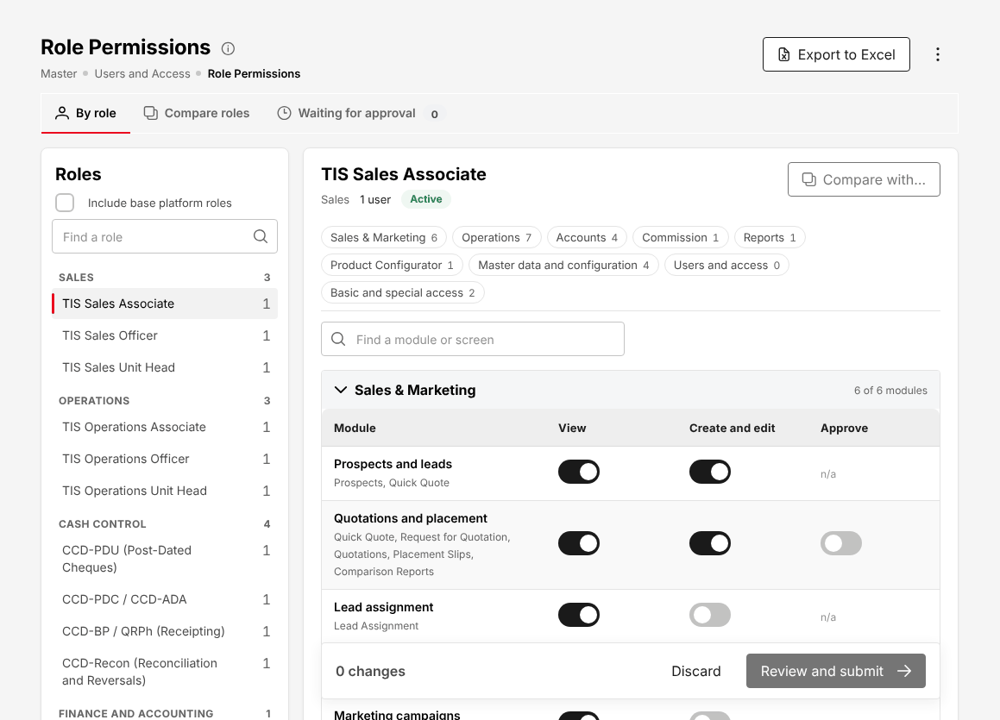 Role Permissions
Export to Excel
Master Users and Access Role Permissions
By role Compare roles Waiting for approval 0
Roles
Include base platform roles
Find a role
SALES 3
TIS Sales Associate 1
TIS Sales Officer 1
TIS Sales Unit Head 1
OPERATIONS 3
TIS Operations Associate 1
TIS Operations Officer 1
TIS Operations Unit Head 1
CASH CONTROL 4
CCD-PDU (Post-Dated 1
Cheques)
CCD-PDC / CCD-ADA 1
CCD-BP / QRPh (Receipting) 1
CCD-Recon (Reconciliation 1
and Reversals)
FINANCE AND ACCOUNTING 1
TIS Sales Associate
Compare with...
Sales 1 user Active
Sales & Marketing 6 Operations 7 Accounts 4 Commission 1 Reports 1
Product Configurator 1 Master data and configuration 4 Users and access 0
Basic and special access 2
Find a module or screen
Sales & Marketing 6 of 6 modules
Module View Create and edit Approve
Prospects and leads
Prospects, Quick Quote
n/a
Quotations and placement
Quick Quote, Request for Quotation,
Quotations, Placement Slips,
Comparison Reports
Lead assignment
Lead Assignment
n/a
0 changes Discard Review and submit
Marketing campaigns